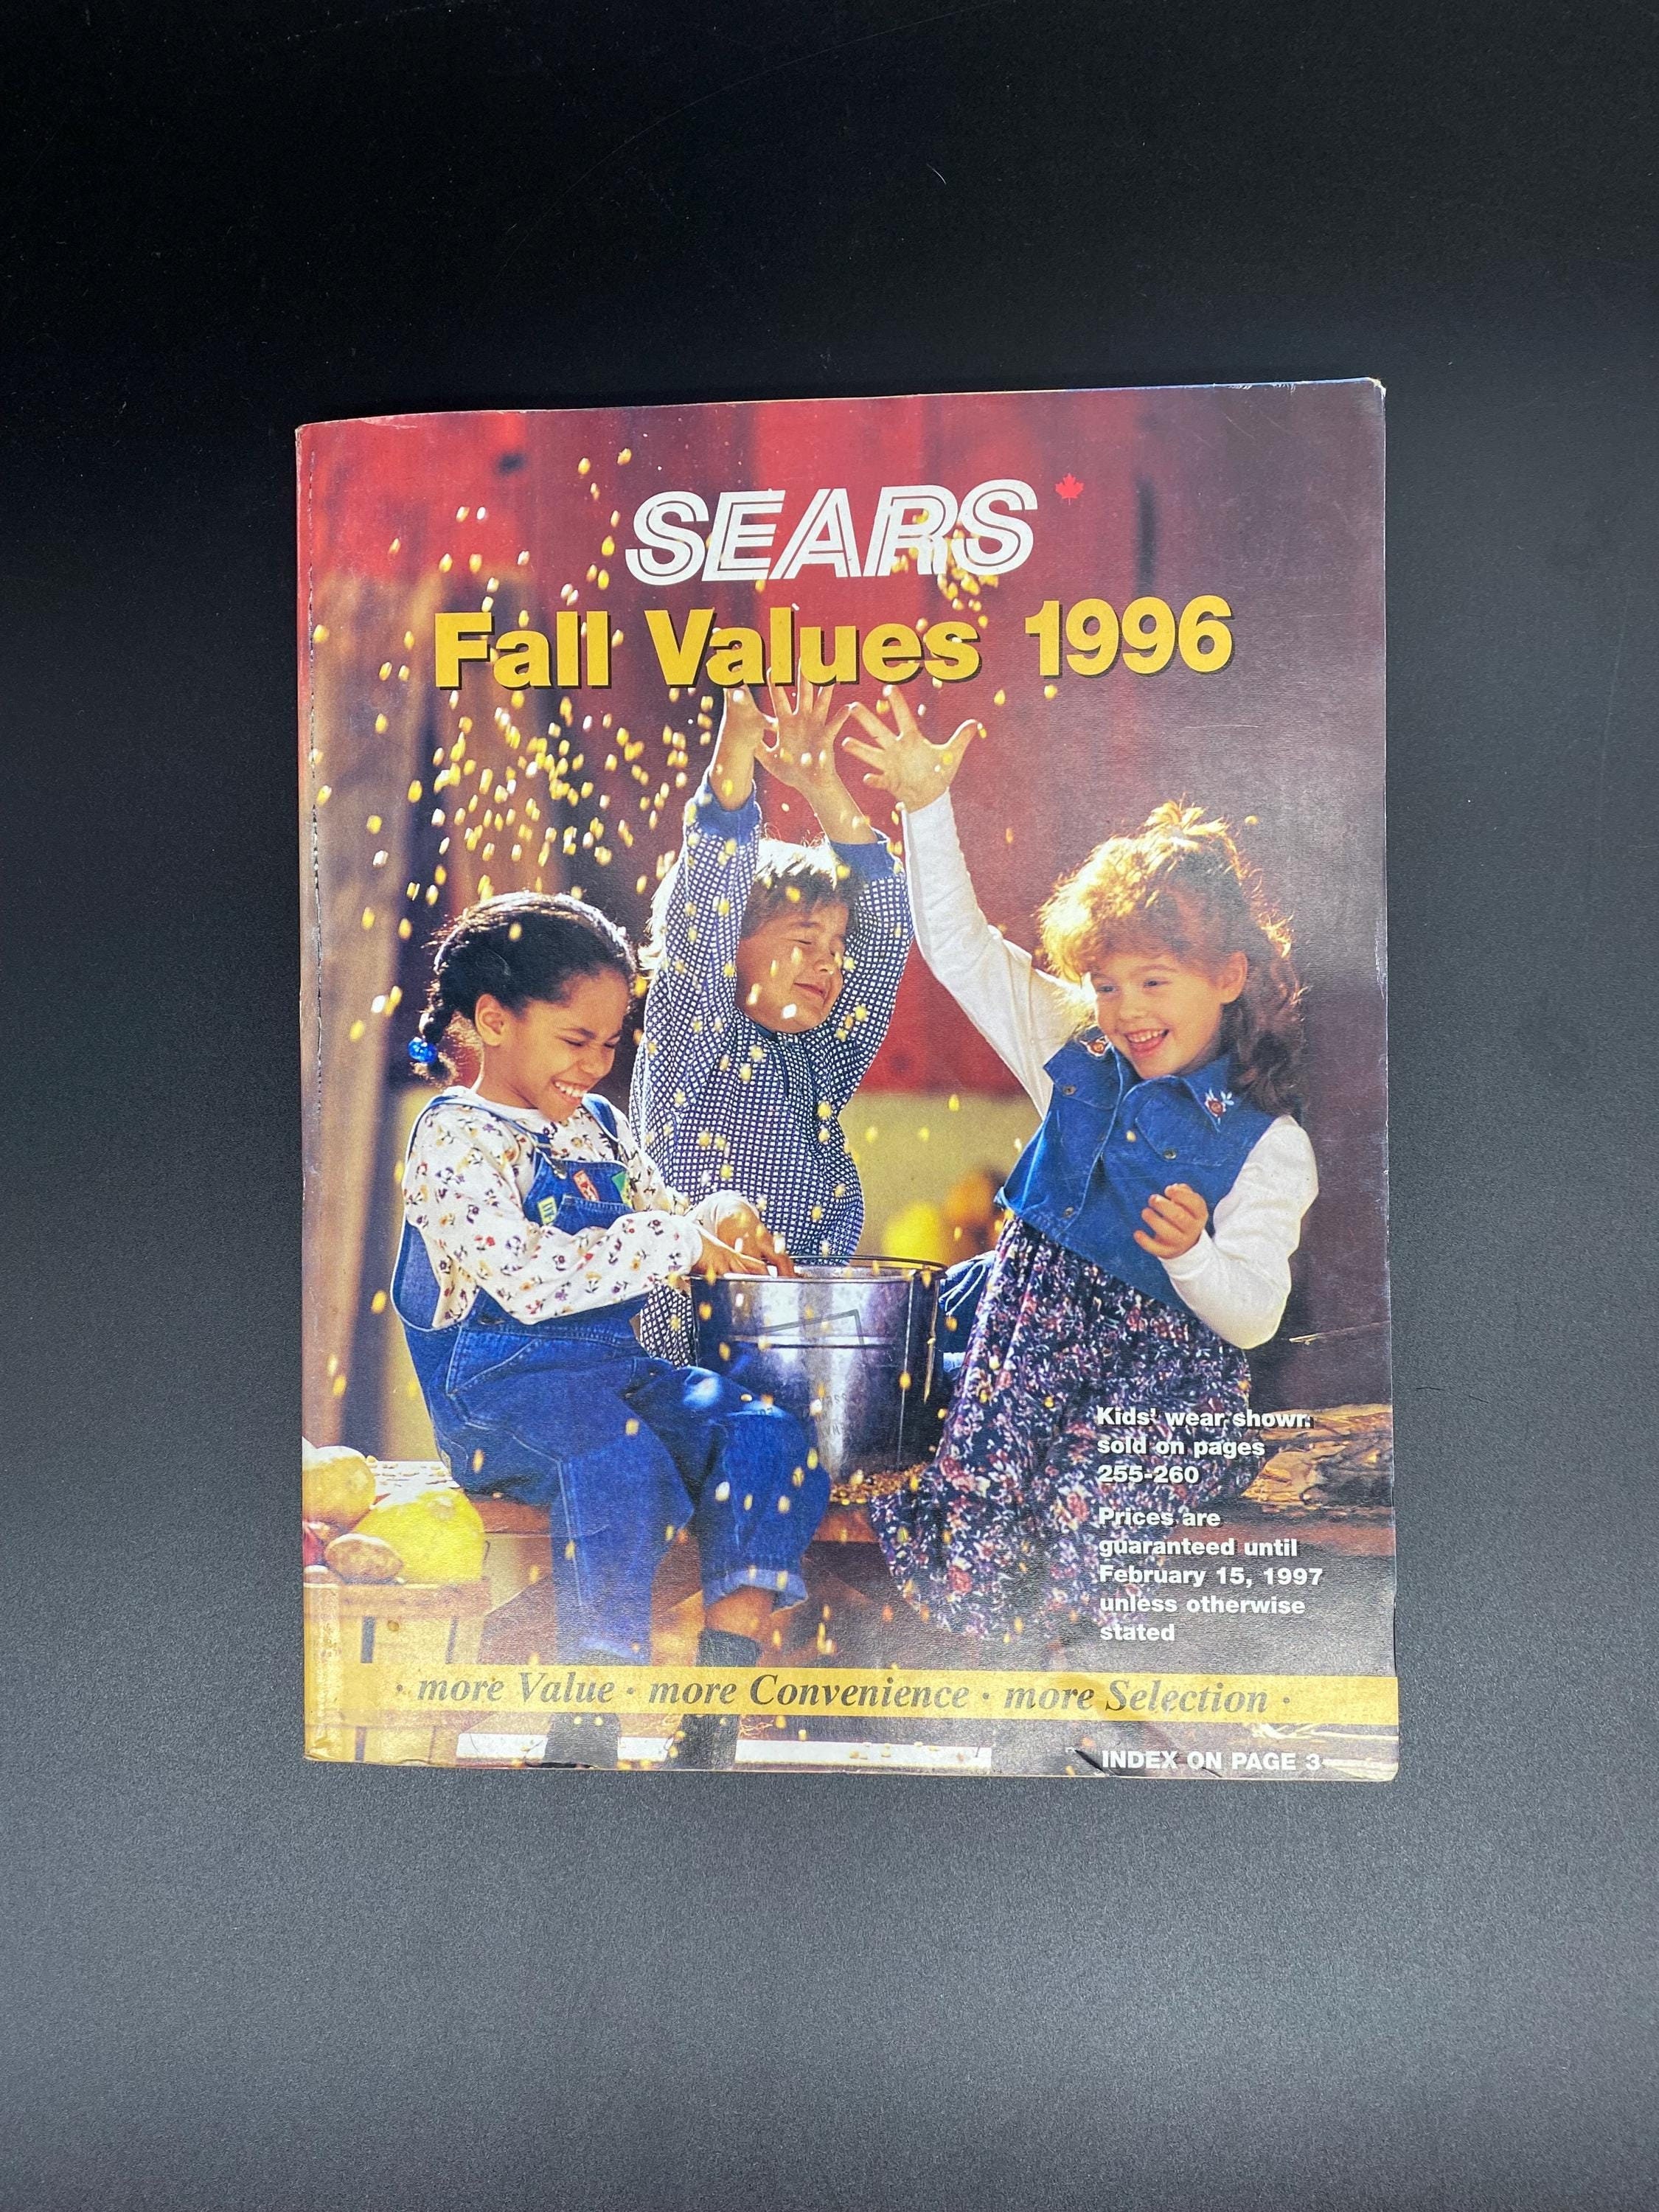 SEARS
Fall Values 1996
Kids' wear shown
sold on pages
255-260
Prices are
guaranteed until
February 15, 1997
unless otherwise
stated
· more Value · more Convenience · more Selection ·
INDEX ON PAGE 3